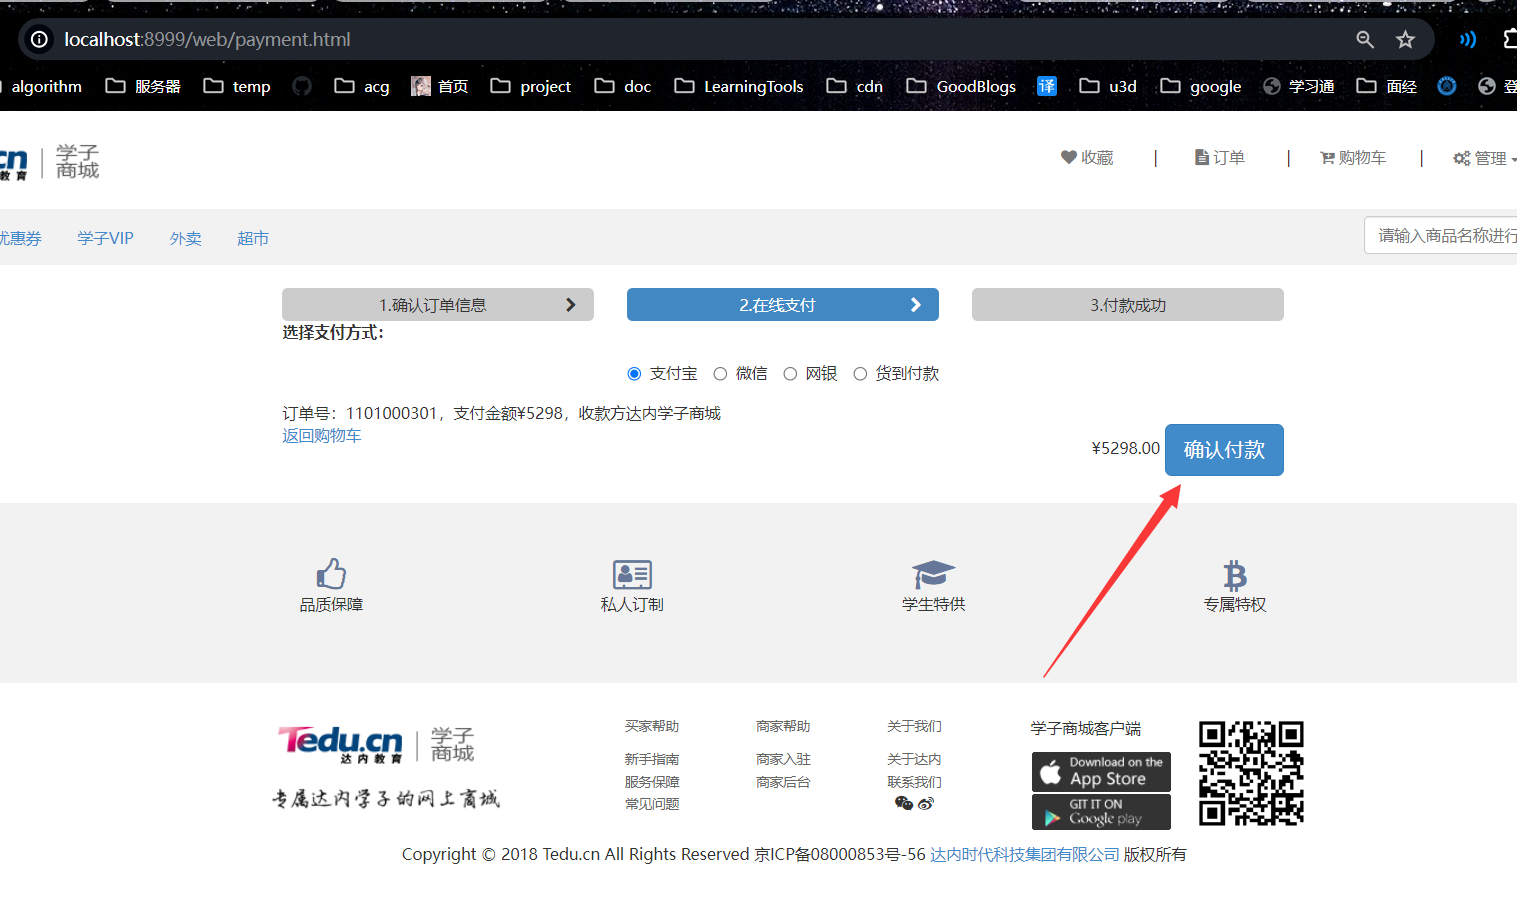 localhost:8999/web/payment.html
algorithm 服务器 temp acg 首页 project doc LearningTools cdn GoodBlogs 译 u3d google 学习通 面经 登
cn 教育 学子商城
收藏 | 订单 | 购物车 | 管理
优惠券 学子VIP 外卖 超市
请输入商品名称进行
1.确认订单信息 2.在线支付 3.付款成功
选择支付方式：
支付宝 微信 网银 货到付款
订单号：1101000301，支付金额¥5298，收款方达内学子商城
返回购物车
¥5298.00 确认付款
品质保障 私人订制 学生特供 专属特权
Tedu.cn 达内教育 学子商城
专属达内学子的网上商城
买家帮助
新手指南
服务保障
常见问题
商家帮助
商家入驻
商家后台
关于我们
关于达内
联系我们
学子商城客户端
Download on the
App Store
GIT IT ON
Google play
Copyright © 2018 Tedu.cn All Rights Reserved 京ICP备08000853号-56 达内时代科技集团有限公司 版权所有